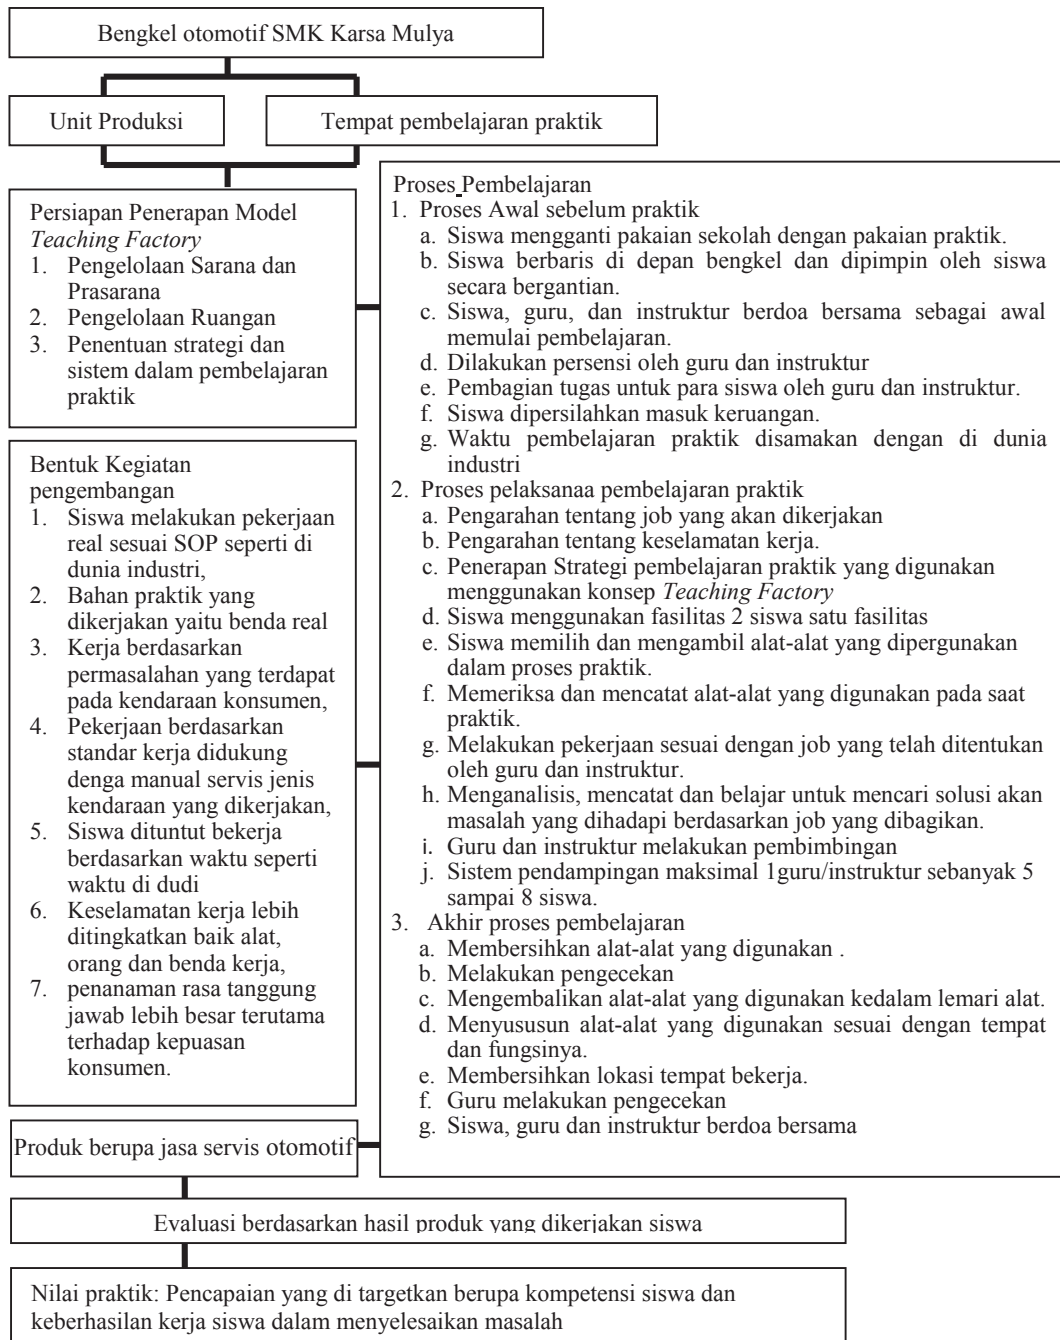 Bengkel otomotif SMK Karsa Mulya
Unit Produksi
Tempat pembelajaran praktik
Persiapan Penerapan Model
Teaching Factory
1. Pengelolaan Sarana dan
Prasarana
2. Pengelolaan Ruangan
3. Penentuan strategi dan
sistem dalam pembelajaran
praktik
Bentuk Kegiatan
pengembangan
1. Siswa melakukan pekerjaan
real sesuai SOP seperti di
dunia industri,
2. Bahan praktik yang
dikerjakan yaitu benda real
3. Kerja berdasarkan
permasalahan yang terdapat
pada kendaraan konsumen,
4. Pekerjaan berdasarkan
standar kerja didukung
denga manual servis jenis
kendaraan yang dikerjakan,
5. Siswa dituntut bekerja
berdasarkan waktu seperti
waktu di dudi
6. Keselamatan kerja lebih
ditingkatkan baik alat,
orang dan benda kerja,
7. penanaman rasa tanggung
jawab lebih besar terutama
terhadap kepuasan
konsumen.
Proses Pembelajaran
1. Proses Awal sebelum praktik
a. Siswa mengganti pakaian sekolah dengan pakaian praktik.
b. Siswa berbaris di depan bengkel dan dipimpin oleh siswa
secara bergantian.
c. Siswa, guru, dan instruktur berdoa bersama sebagai awal
memulai pembelajaran.
d. Dilakukan persensi oleh guru dan instruktur
e. Pembagian tugas untuk para siswa oleh guru dan instruktur.
f. Siswa dipersilahkan masuk keruangan.
g. Waktu pembelajaran praktik disamakan dengan di dunia
industri
2. Proses pelaksanaa pembelajaran praktik
a. Pengarahan tentang job yang akan dikerjakan
b. Pengarahan tentang keselamatan kerja.
c. Penerapan Strategi pembelajaran praktik yang digunakan
menggunakan konsep Teaching Factory
d. Siswa menggunakan fasilitas 2 siswa satu fasilitas
e. Siswa memilih dan mengambil alat-alat yang dipergunakan
dalam proses praktik.
f. Memeriksa dan mencatat alat-alat yang digunakan pada saat
praktik.
g. Melakukan pekerjaan sesuai dengan job yang telah ditentukan
oleh guru dan instruktur.
h. Menganalisis, mencatat dan belajar untuk mencari solusi akan
masalah yang dihadapi berdasarkan job yang dibagikan.
i. Guru dan instruktur melakukan pembimbingan
j. Sistem pendampingan maksimal 1guru/instruktur sebanyak 5
sampai 8 siswa.
3. Akhir proses pembelajaran
a. Membersihkan alat-alat yang digunakan .
b. Melakukan pengecekan
c. Mengembalikan alat-alat yang digunakan kedalam lemari alat.
d. Menyususun alat-alat yang digunakan sesuai dengan tempat
dan fungsinya.
e. Membersihkan lokasi tempat bekerja.
f. Guru melakukan pengecekan
g. Siswa, guru dan instruktur berdoa bersama
Produk berupa jasa servis otomotif
Evaluasi berdasarkan hasil produk yang dikerjakan siswa
Nilai praktik: Pencapaian yang di targetkan berupa kompetensi siswa dan
keberhasilan kerja siswa dalam menyelesaikan masalah